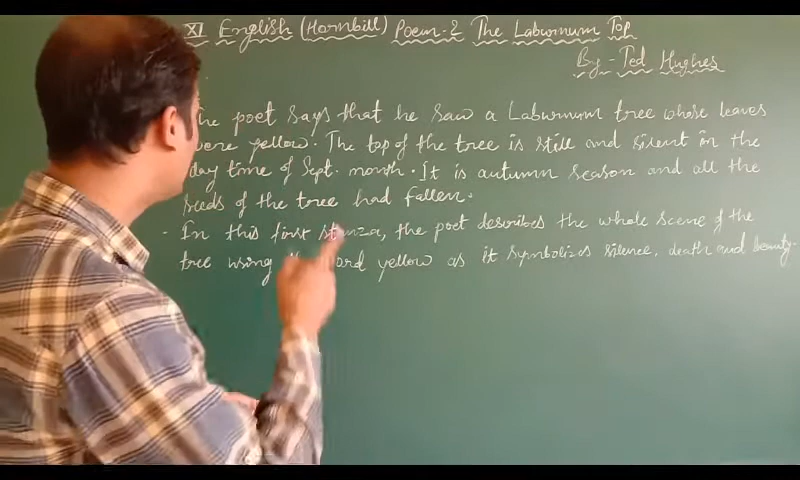 XI English (Hornbill) Poem-2 The Laburnum Top
By - Ted Hughes
The poet says that he saw a Laburnum tree whose leaves
were yellow. The top of the tree is still and silent in the
day time of Sept. month. It is autumn season and all the
seeds of the tree had fallen.
- In this first stanza, the poet describes the whole scene of the
tree using yellow as it symbolizes silence, death and beauty.